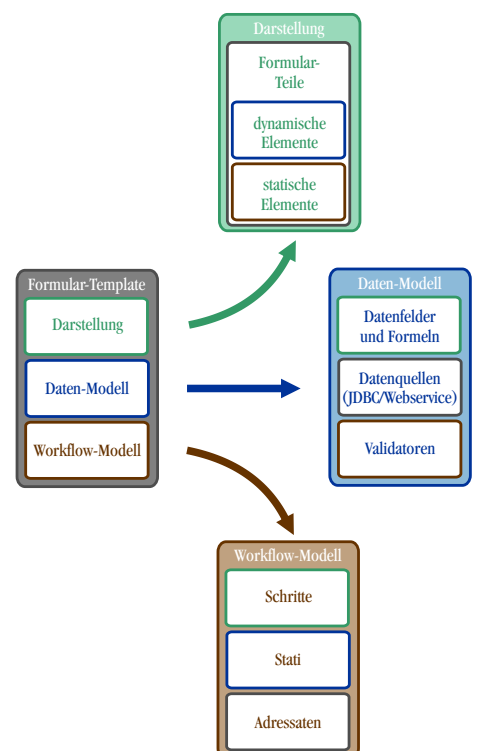 Darstellung
Formular-
Teile
dynamische
Elemente
statische
Elemente
Formular-Template
Darstellung
Daten-Modell
Workflow-Modell
Daten-Modell
Datenfelder
und Formeln
Datenquellen
(JDBC/Webservice)
Validatoren
Workflow-Modell
Schritte
Stati
Adressaten